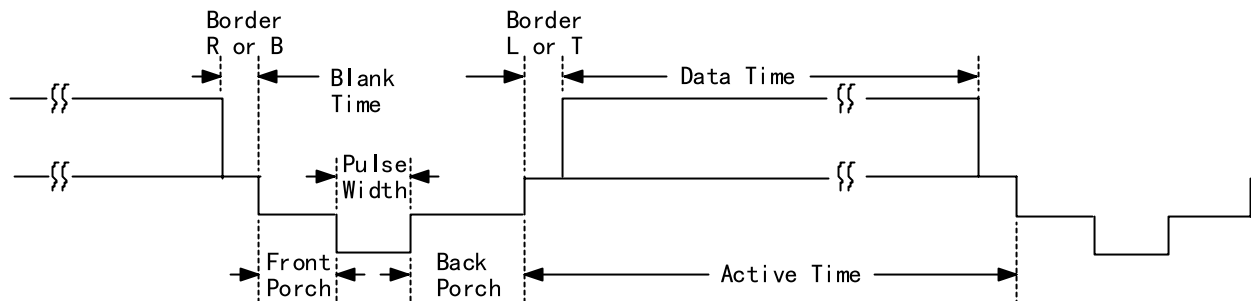 Border
R or B
Border
L or T
Blank
Time
Data Time
Pulse
Width
Front
Porch
Back
Porch
Active Time